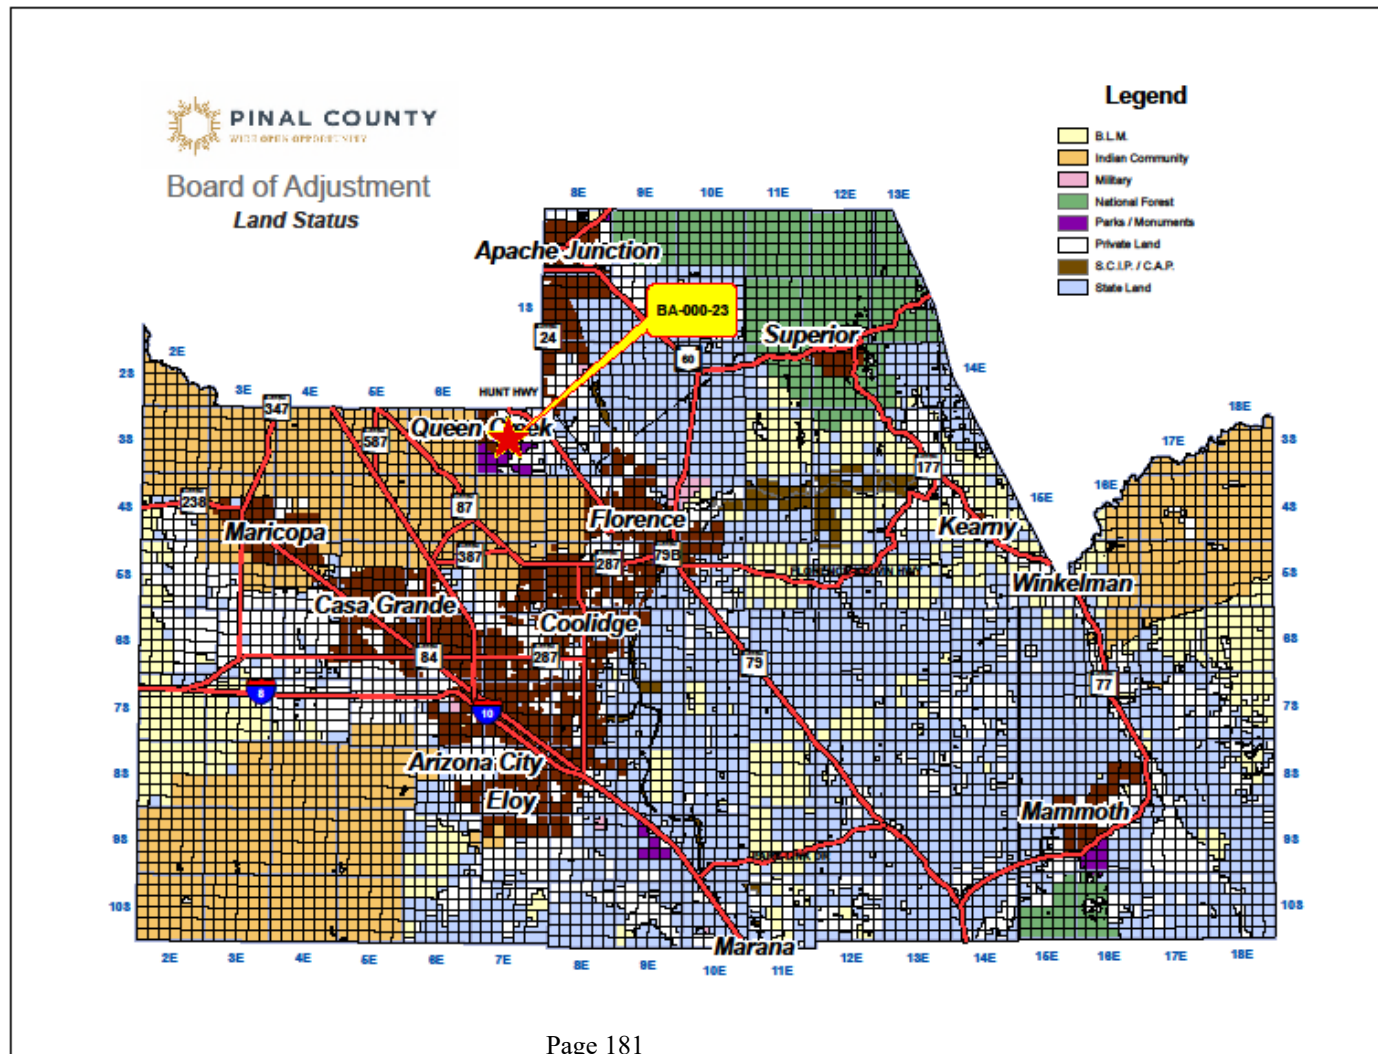 PINAL COUNTY
WIDE OPEN OPPORTUNITY
Board of Adjustment
Land Status
Legend
B.L.M.
Indian Community
Military
National Forest
Parks / Monuments
Private Land
S.C.I.P. / C.A.P.
State Land
8E 9E 10E 11E 12E 13E
Apache Junction
1S
BA-000-23
24
Superior
60
2E
2S
14E
3E 4E 5E 6E
HUNT HWY
347
18E
Queen Creek
587
3S
17E
3S
177
16E
238
15E
4S
87
4S
Maricopa
Florence
Kearny
387
287
79B
5S
5S
Winkelman
Casa Grande
Coolidge
6S
6S
84
287
79
77
8
7S
10
7S
Arizona City
8S
8S
Eloy
Mammoth
9S
9S
10S
10S
Marana
2E 3E 4E 5E 6E 7E 8E 9E 10E 11E 12E 13E 14E 15E 16E 17E 18E
Page 181